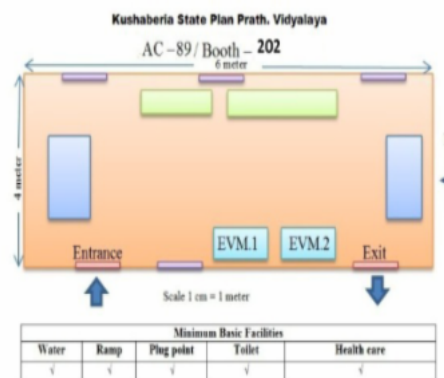 Kushaberia State Plan Prath. Vidyalaya
AC –89/ Booth – 202
6 meter
4 meter
EVM.1 EVM.2
Entrance Exit
Scale 1 cm = 1 meter
Minimum Basic Facilities
Water Ramp Plug point Toilet Health care
√ √ √ √ √